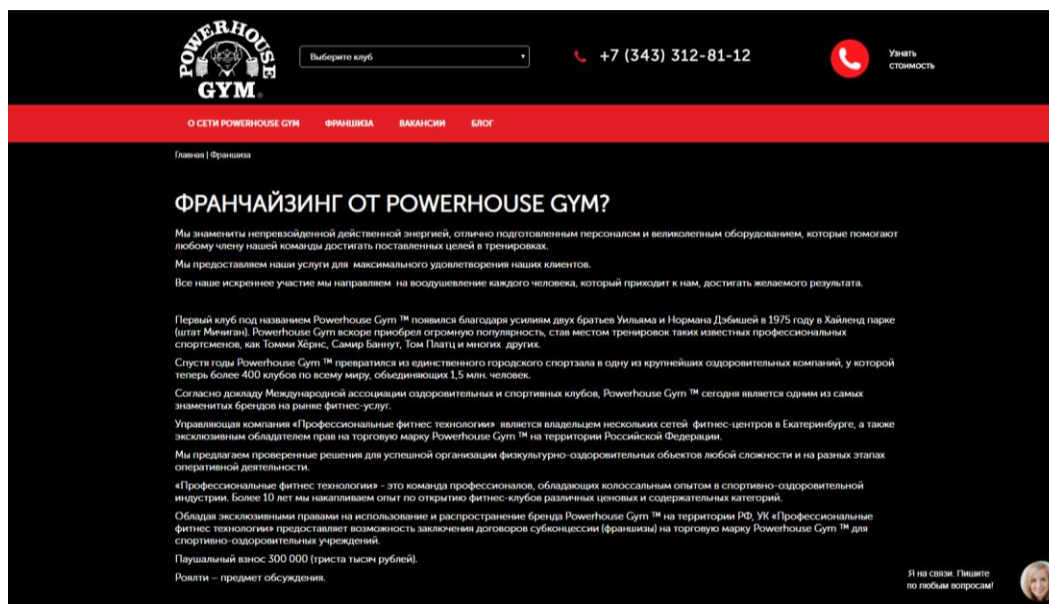 POWERHOUSE
GYM®
Выберите клуб
+7 (343) 312-81-12
Узнать
стоимость
О СЕТИ POWERHOUSE GYM ФРАНШИЗА ВАКАНСИИ БЛОГ
Главная | Франшиза
ФРАНЧАЙЗИНГ ОТ POWERHOUSE GYM?
Мы знамениты непревзойденной действенной энергией, отлично подготовленным персоналом и великолепным оборудованием, которые помогают
любому члену нашей команды достигать поставленных целей в тренировках.
Мы предоставляем наши услуги для максимального удовлетворения наших клиентов.
Все наше искреннее участие мы направляем на воодушевление каждого человека, который приходит к нам, достигать желаемого результата.
Первый клуб под названием Powerhouse Gym ™ появился благодаря усилиям двух братьев Уильяма и Нормана Дэбишей в 1975 году в Хайленд парке
(штат Мичиган). Powerhouse Gym вскоре приобрел огромную популярность, став местом тренировок таких известных профессиональных
спортсменов, как Томми Хёрнс, Самир Баннут, Том Платц и многих других.
Спустя годы Powerhouse Gym ™ превратился из единственного городского спортзала в одну из крупнейших оздоровительных компаний, у которой
теперь более 400 клубов по всему миру, объединяющих 1,5 млн. человек.
Согласно докладу Международной ассоциации оздоровительных и спортивных клубов, Powerhouse Gym ™ сегодня является одним из самых
знаменитых брендов на рынке фитнес-услуг.
Управляющая компания «Профессиональные фитнес технологии» является владельцем нескольких сетей фитнес-центров в Екатеринбурге, а также
эксклюзивным обладателем прав на торговую марку Powerhouse Gym ™ на территории Российской Федерации.
Мы предлагаем проверенные решения для успешной организации физкультурно-оздоровительных объектов любой сложности и на разных этапах
оперативной деятельности.
«Профессиональные фитнес технологии» - это команда профессионалов, обладающих колоссальным опытом в спортивно-оздоровительной
индустрии. Более 10 лет мы накапливаем опыт по открытию фитнес-клубов различных ценовых и содержательных категорий.
Обладая эксклюзивными правами на использование и распространение бренда Powerhouse Gym ™ на территории РФ, УК «Профессиональные
фитнес технологии» предоставляет возможность заключения договоров субконцессии (франшизы) на торговую марку Powerhouse Gym ™ для
спортивно-оздоровительных учреждений.
Паушальный взнос 300 000 (триста тысяч рублей).
Роялти – предмет обсуждения.
Я на связи. Пишите
по любым вопросам!